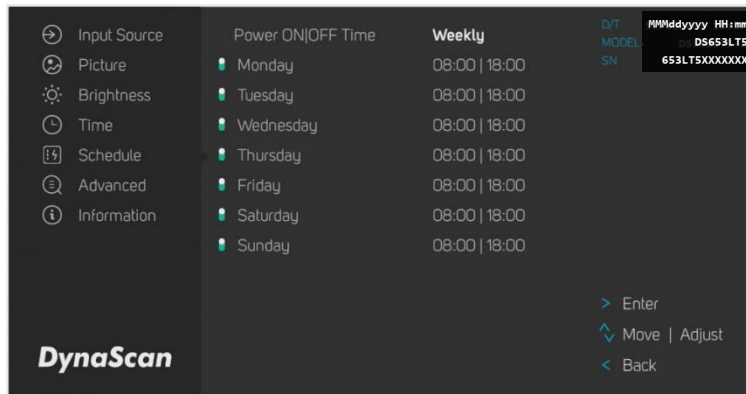 Input Source
Picture
Brightness
Time
Schedule
Advanced
Information
DynaScan
Power ON|OFF Time Weekly
Monday 08:00 | 18:00
Tuesday 08:00 | 18:00
Wednesday 08:00 | 18:00
Thursday 08:00 | 18:00
Friday 08:00 | 18:00
Saturday 08:00 | 18:00
Sunday 08:00 | 18:00
D/T MMMddyyyy HH:mm
MODEL DS653LT5
SN 653LT5XXXXXXX
> Enter
Move | Adjust
< Back